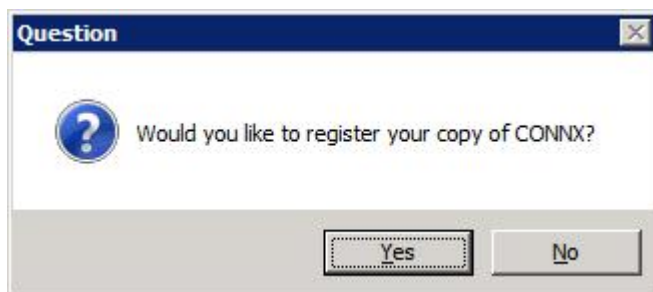 Question
Would you like to register your copy of CONNX?
Yes
No